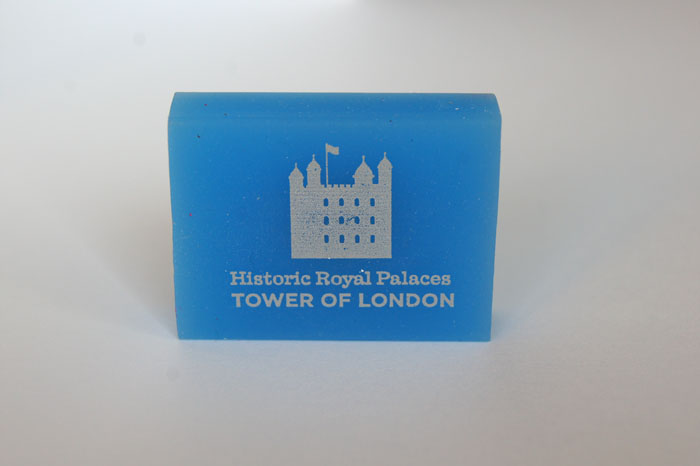 Historic Royal Palaces
TOWER OF LONDON